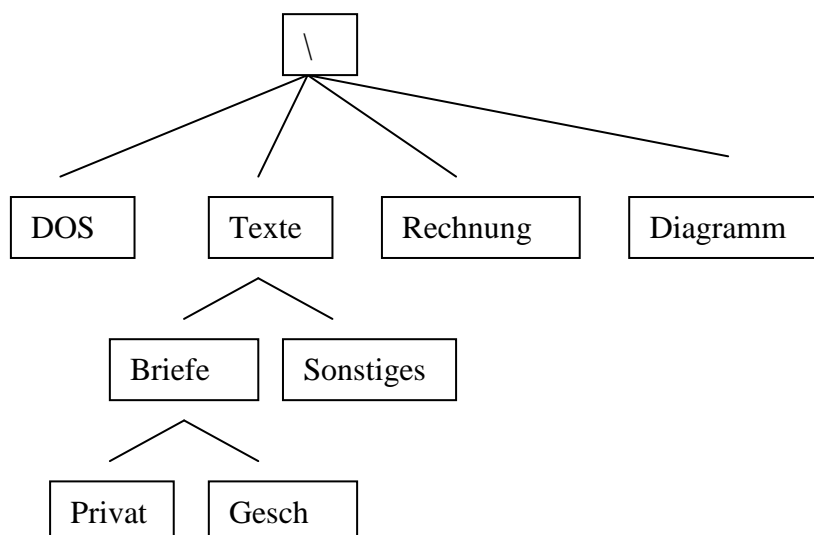 \
DOS Texte Rechnung Diagramm
Briefe Sonstiges
Privat Gesch